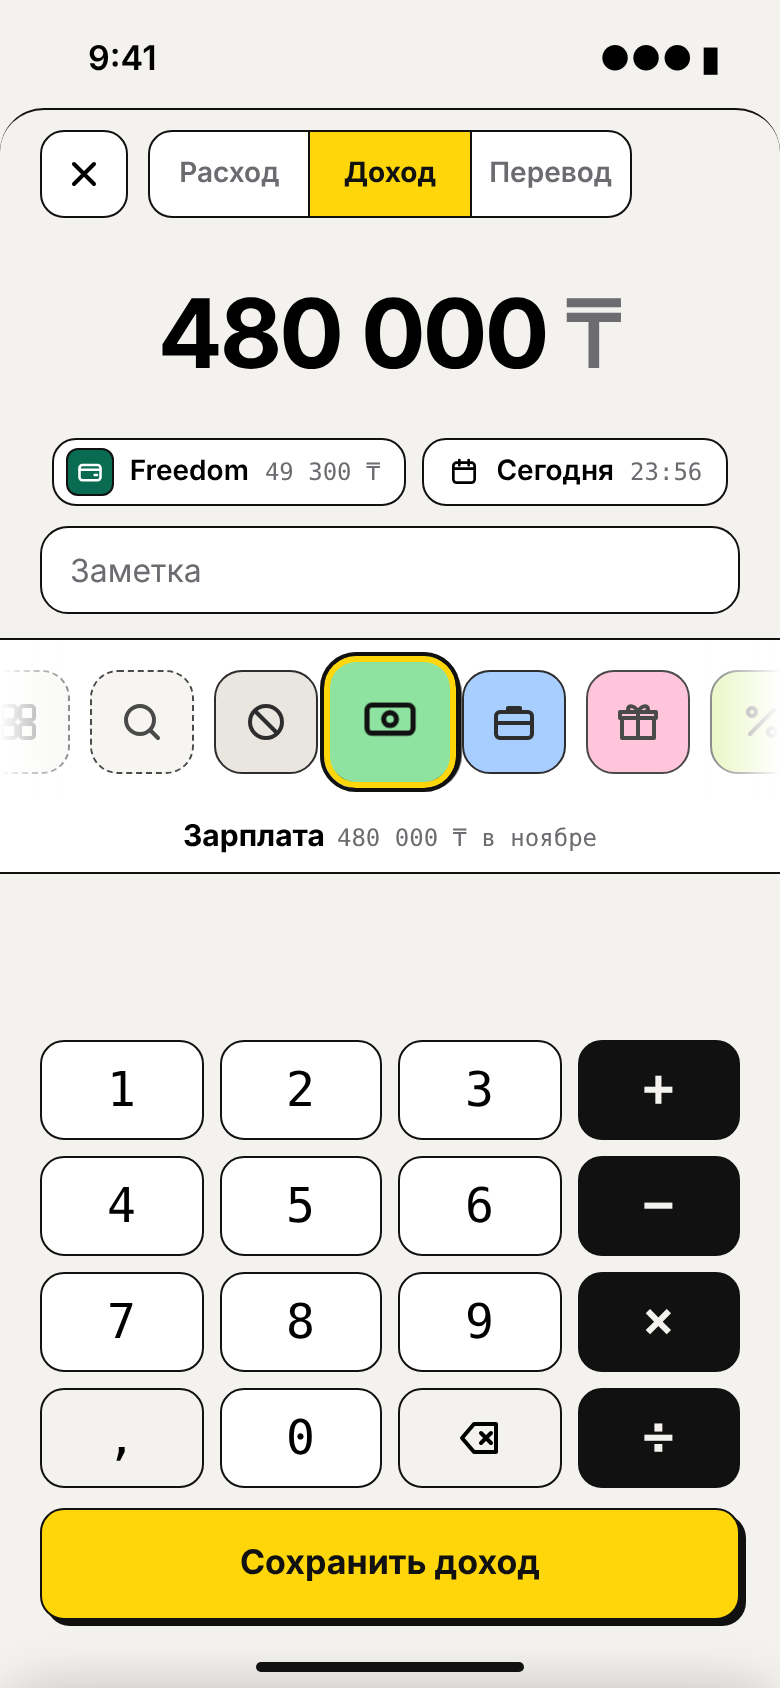 9:41
Расход Доход Перевод
480 000 ₸
Freedom 49 300 ₸ Сегодня 23:56
Заметка
Зарплата 480 000 ₸ в ноябре
1 2 3 +
4 5 6 −
7 8 9 ×
, 0 ÷
Сохранить доход